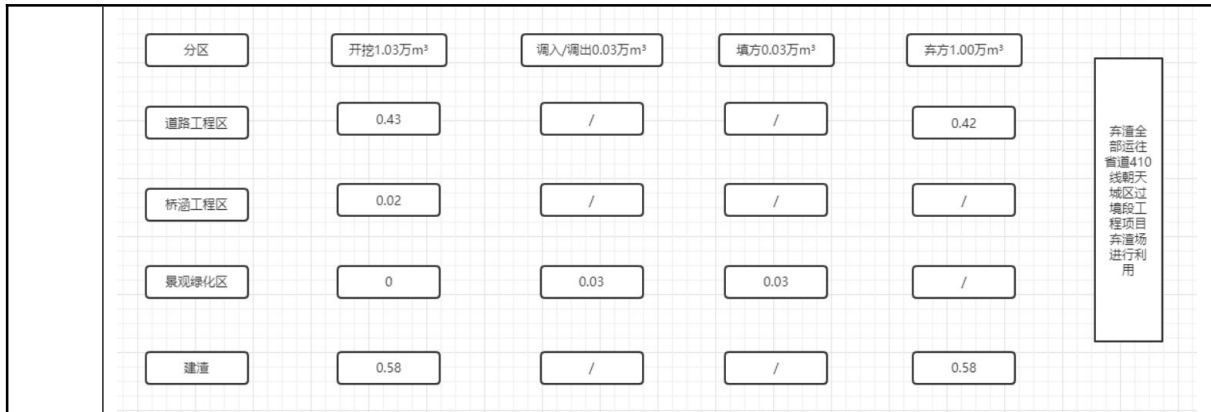 分区 开挖1.03万m³ 调入/调出0.03万m³ 填方0.03万m³ 弃方1.00万m³
道路工程区 0.43 / / 0.42
桥涵工程区 0.02 / / /
景观绿化区 0 0.03 0.03 /
建渣 0.58 / / 0.58
弃渣全
部运往
省道410
线朝天
城区过
境段工
程项目
弃渣场
进行利
用